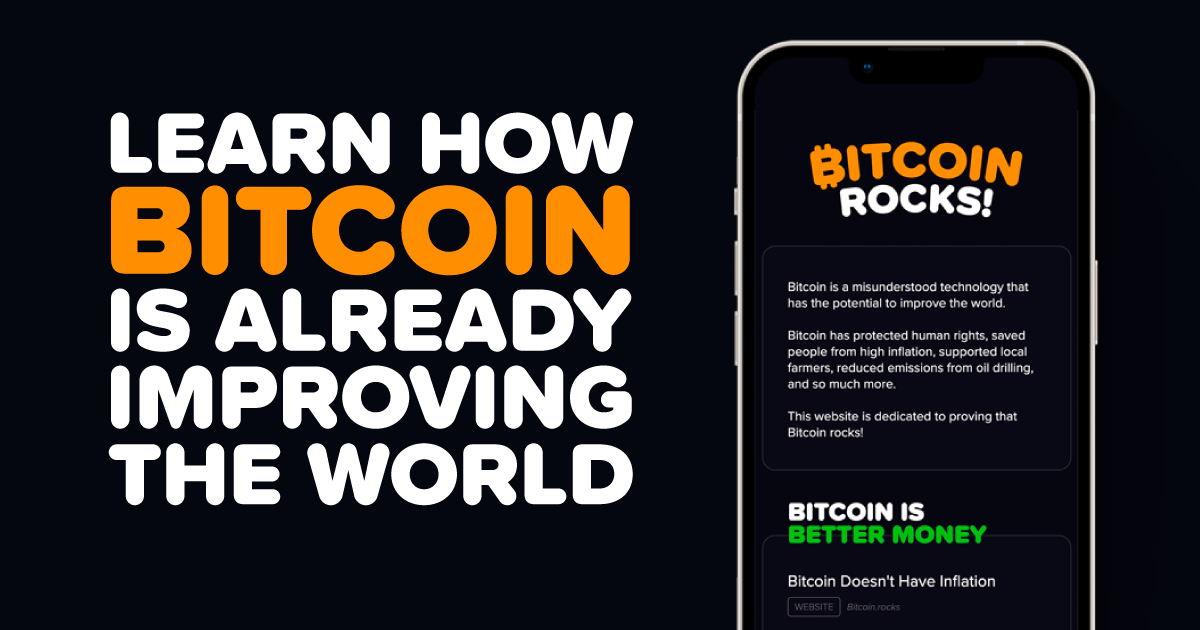 LEARN HOW
BITCOIN
IS ALREADY
IMPROVING
THE WORLD
BITCOIN
ROCKS!
Bitcoin is a misunderstood technology that
has the potential to improve the world.
Bitcoin has protected human rights, saved
people from high inflation, supported local
farmers, reduced emissions from oil drilling,
and so much more.
This website is dedicated to proving that
Bitcoin rocks!
BITCOIN IS
BETTER MONEY
Bitcoin Doesn't Have Inflation
WEBSITE Bitcoin.rocks